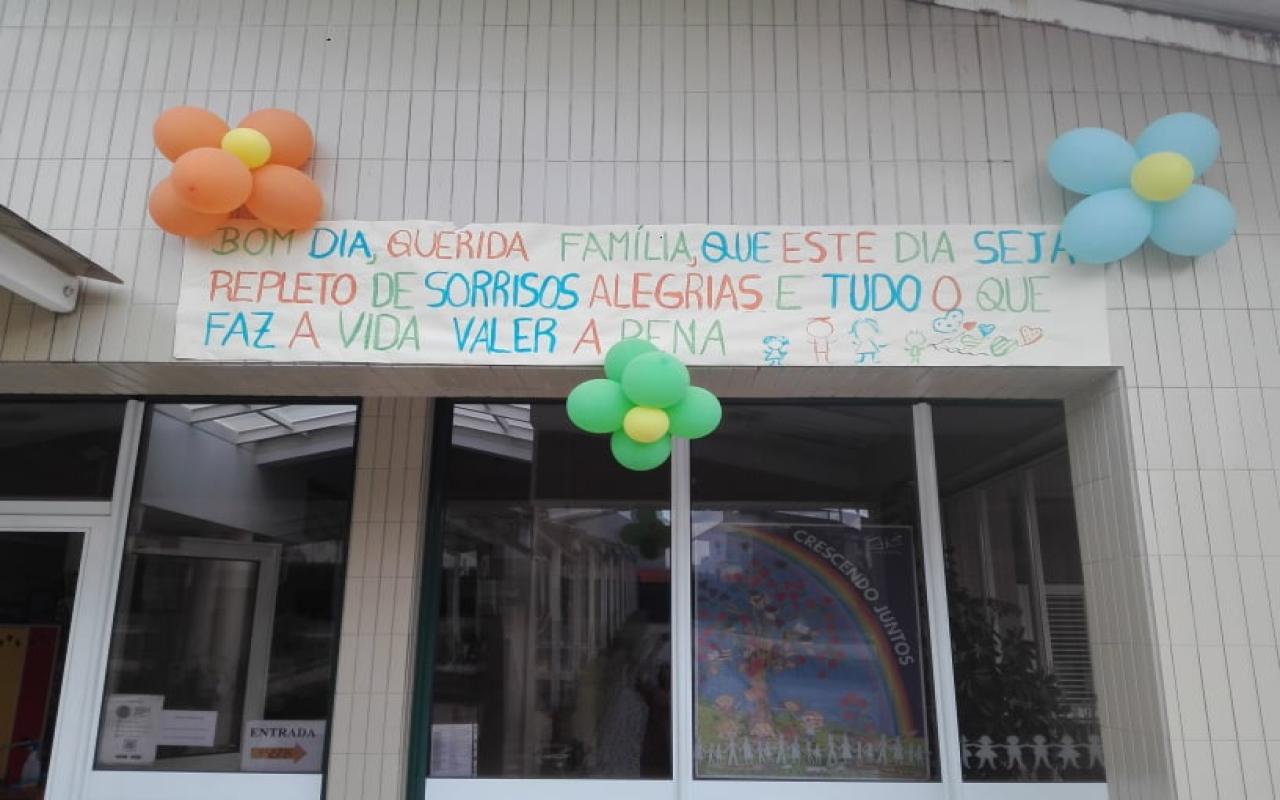 BOM DIA, QUERIDA FAMÍLIA, QUE ESTE DIA SEJA
REPLETO DE SORRISOS ALEGRIAS E TUDO O QUE
FAZ A VIDA VALER A PENA
CRESCENDO JUNTOS
ENTRADA